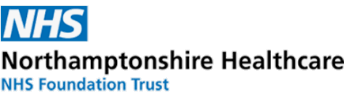 NHS
Northamptonshire Healthcare
NHS Foundation Trust